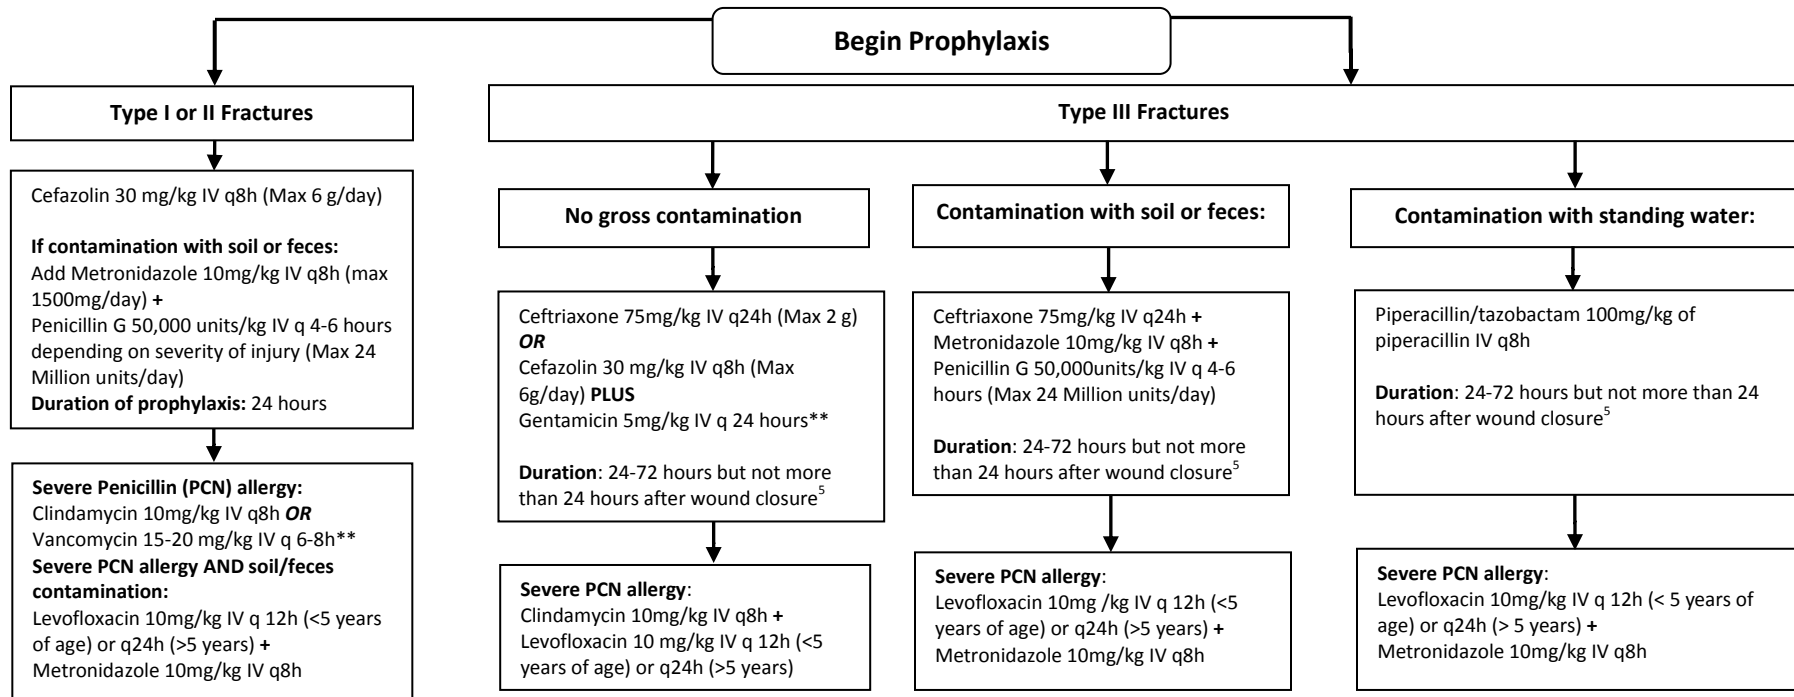 Begin Prophylaxis
Type I or II Fractures
Cefazolin 30 mg/kg IV q8h (Max 6 g/day)
If contamination with soil or feces:
Add Metronidazole 10mg/kg IV q8h (max
1500mg/day) +
Penicillin G 50,000 units/kg IV q 4-6 hours
depending on severity of injury (Max 24
Million units/day)
Duration of prophylaxis: 24 hours
Severe Penicillin (PCN) allergy:
Clindamycin 10mg/kg IV q8h OR
Vancomycin 15-20 mg/kg IV q 6-8h**
Severe PCN allergy AND soil/feces
contamination:
Levofloxacin 10mg/kg IV q 12h (<5 years
of age) or q24h (>5 years) +
Metronidazole 10mg/kg IV q8h
Type III Fractures
No gross contamination
Ceftriaxone 75mg/kg IV q24h (Max 2 g)
OR
Cefazolin 30 mg/kg IV q8h (Max
6g/day) PLUS
Gentamicin 5mg/kg IV q 24 hours**
Duration: 24-72 hours but not more
than 24 hours after wound closure5
Severe PCN allergy:
Clindamycin 10mg/kg IV q8h +
Levofloxacin 10 mg/kg IV q 12h (<5
years of age) or q24h (>5 years)
Contamination with soil or feces:
Ceftriaxone 75mg/kg IV q24h +
Metronidazole 10mg/kg IV q8h +
Penicillin G 50,000units/kg IV q 4-6
hours (Max 24 Million units/day)
Duration: 24-72 hours but not more
than 24 hours after wound closure5
Severe PCN allergy:
Levofloxacin 10mg /kg IV q 12h (<5
years of age) or q24h (>5 years) +
Metronidazole 10mg/kg IV q8h
Contamination with standing water:
Piperacillin/tazobactam 100mg/kg of
piperacillin IV q8h
Duration: 24-72 hours but not more than 24
hours after wound closure5
Severe PCN allergy:
Levofloxacin 10mg/kg IV q 12h (< 5 years of
age) or q24h (> 5 years) +
Metronidazole 10mg/kg IV q8h